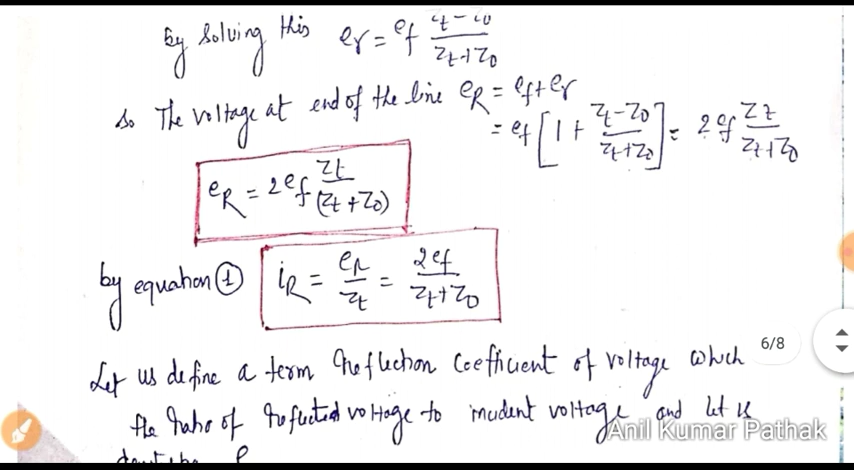 By Solving this er = ef (Zt - Z0)/(Zt + Z0)
So The voltage at end of the line eR = ef + er
= ef [1 + (Zt - Z0)/(Zt + Z0)] = 2ef Zt/(Zt + Z0)
eR = 2ef Zt/(Zt + Z0)
by equation ① iR = eR/Zt = 2ef/(Zt + Z0)
6/8
Let us define a term Reflection Coefficient of voltage which
the ratio of reflected voltage to incident voltage and let is
Anil Kumar Pathak